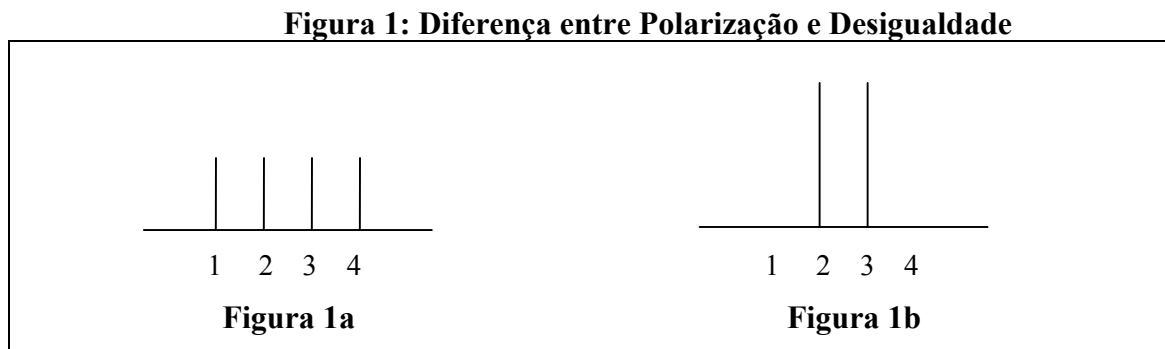 Figura 1: Diferença entre Polarização e Desigualdade
1 2 3 4
1 2 3 4
Figura 1a
Figura 1b